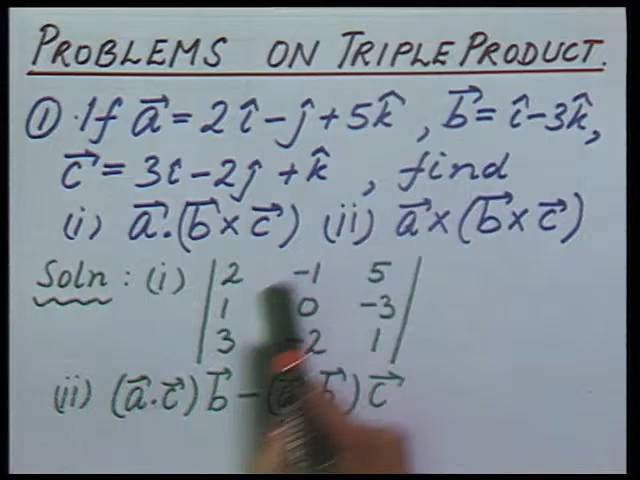 PROBLEMS ON TRIPLE PRODUCT.
① If a⃗ = 2î − ĵ + 5k̂, b⃗ = î − 3k̂,
c⃗ = 3î − 2ĵ + k̂, find
(i) a⃗.(b⃗ × c⃗) (ii) a⃗ × (b⃗ × c⃗)
Soln : (i) | 2 −1 5 |
| 1 0 −3 |
| 3 −2 1 |
(ii) (a⃗.c⃗) b⃗ − ( b⃗) c⃗